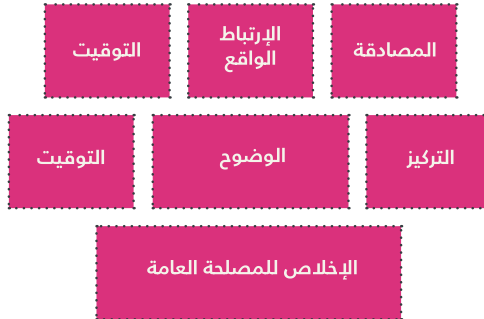 المصادقة
الإرتباط
الواقع
التوقيت
التركيز
الوضوح
التوقيت
الإخلاص للمصلحة العامة